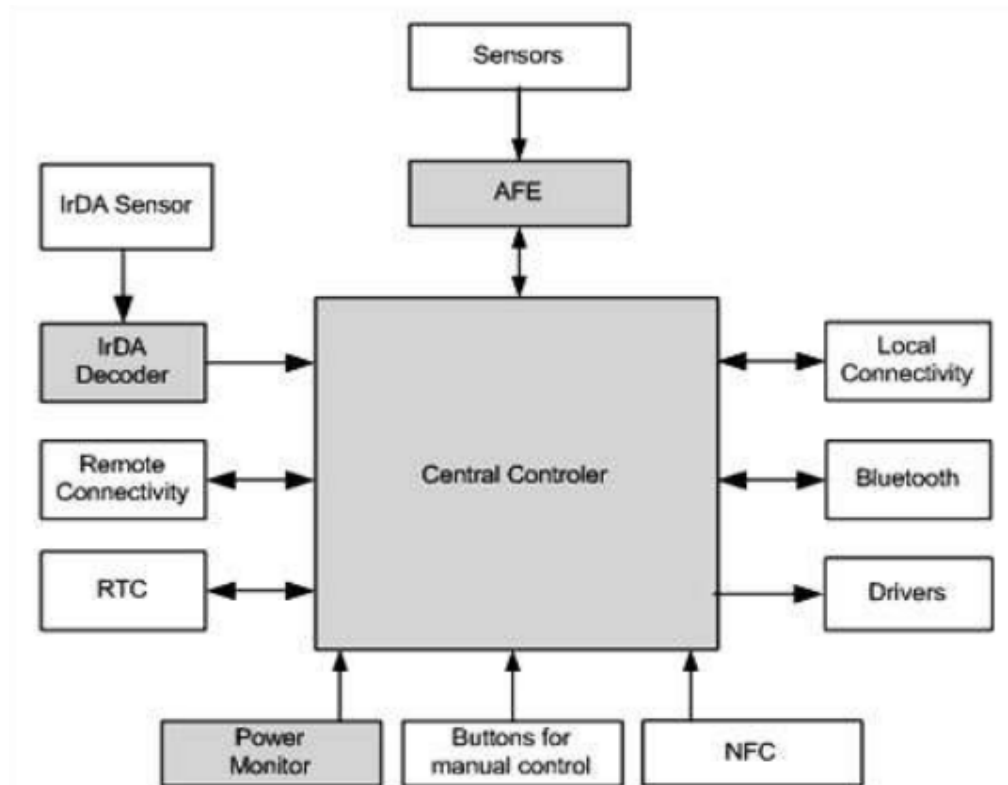 Sensors
AFE
IrDA Sensor
IrDA
Decoder
Local
Connectivity
Remote
Connectivity
Central Controler
Bluetooth
RTC
Drivers
Power
Monitor
Buttons for
manual control
NFC